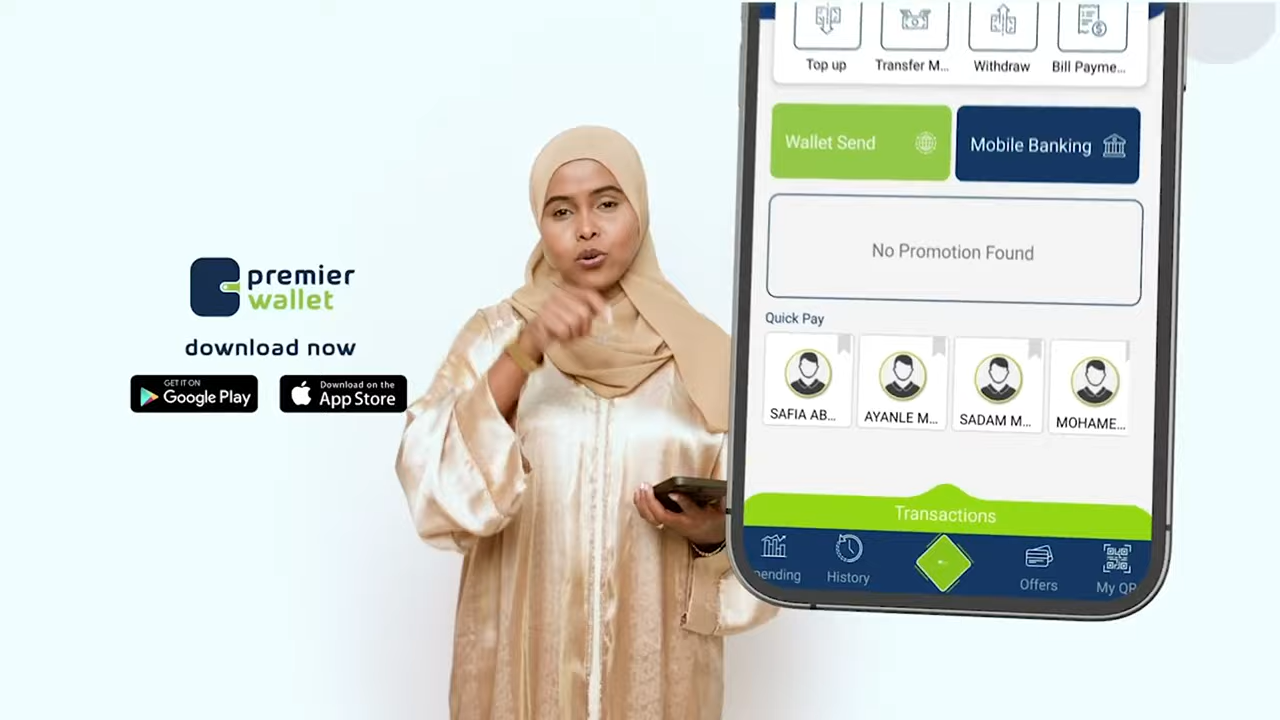 premier
wallet
download now
GET IT ON
Google Play
Download on the
App Store
Top up
Transfer M...
Withdraw
Bill Payme...
Wallet Send
Mobile Banking
No Promotion Found
Quick Pay
SAFIA AB...
AYANLE M...
SADAM M...
MOHAME...
Transactions
pending
History
Offers
My QR